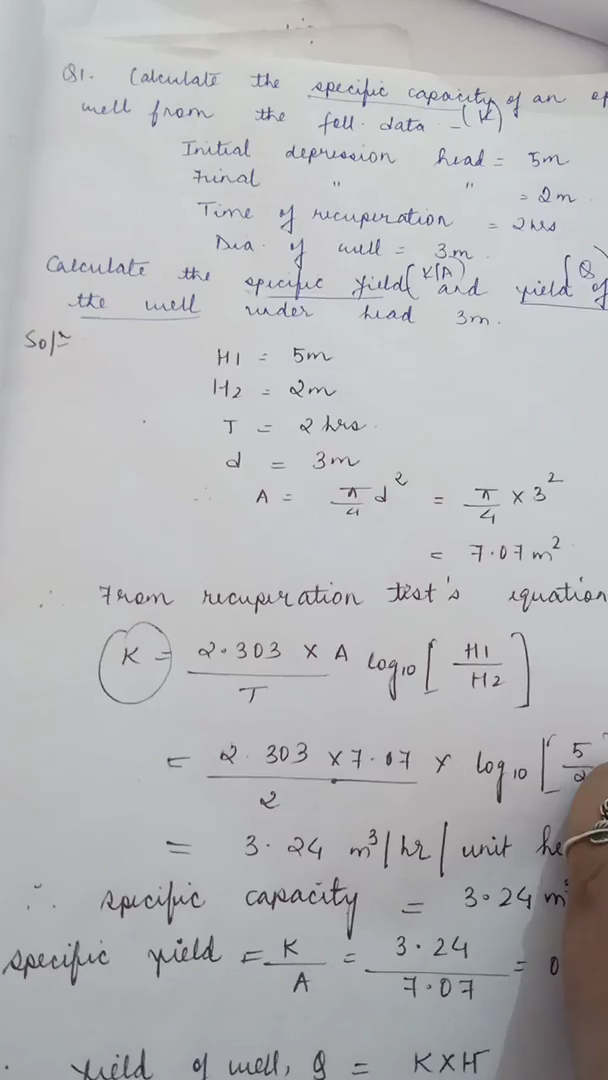 Q1. Calculate the specific capacity of an
well from the foll. data - (K)
Initial depression head = 5m
Final " " = 2m
Time of recuperation = 2hrs
Dia. of well = 3m.
Calculate the specific yield (K/A) and yield of (Q
the well under head 3m.
Sol:
H1 = 5m
H2 = 2m
T = 2 hrs.
d = 3m
∴ A = π/4 d² = π/4 × 3²
= 7.07m²
∴ From recuperation test's equation
K = 2.303 × A / T log10 [H1/H2]
= 2.303 × 7.07 / 2 × log10 [5/2
= 3.24 m³/hr/unit
∴ specific capacity = 3.24 m³
specific yield = K/A = 3.24/7.07 = 0
yield of well, Q = K×H